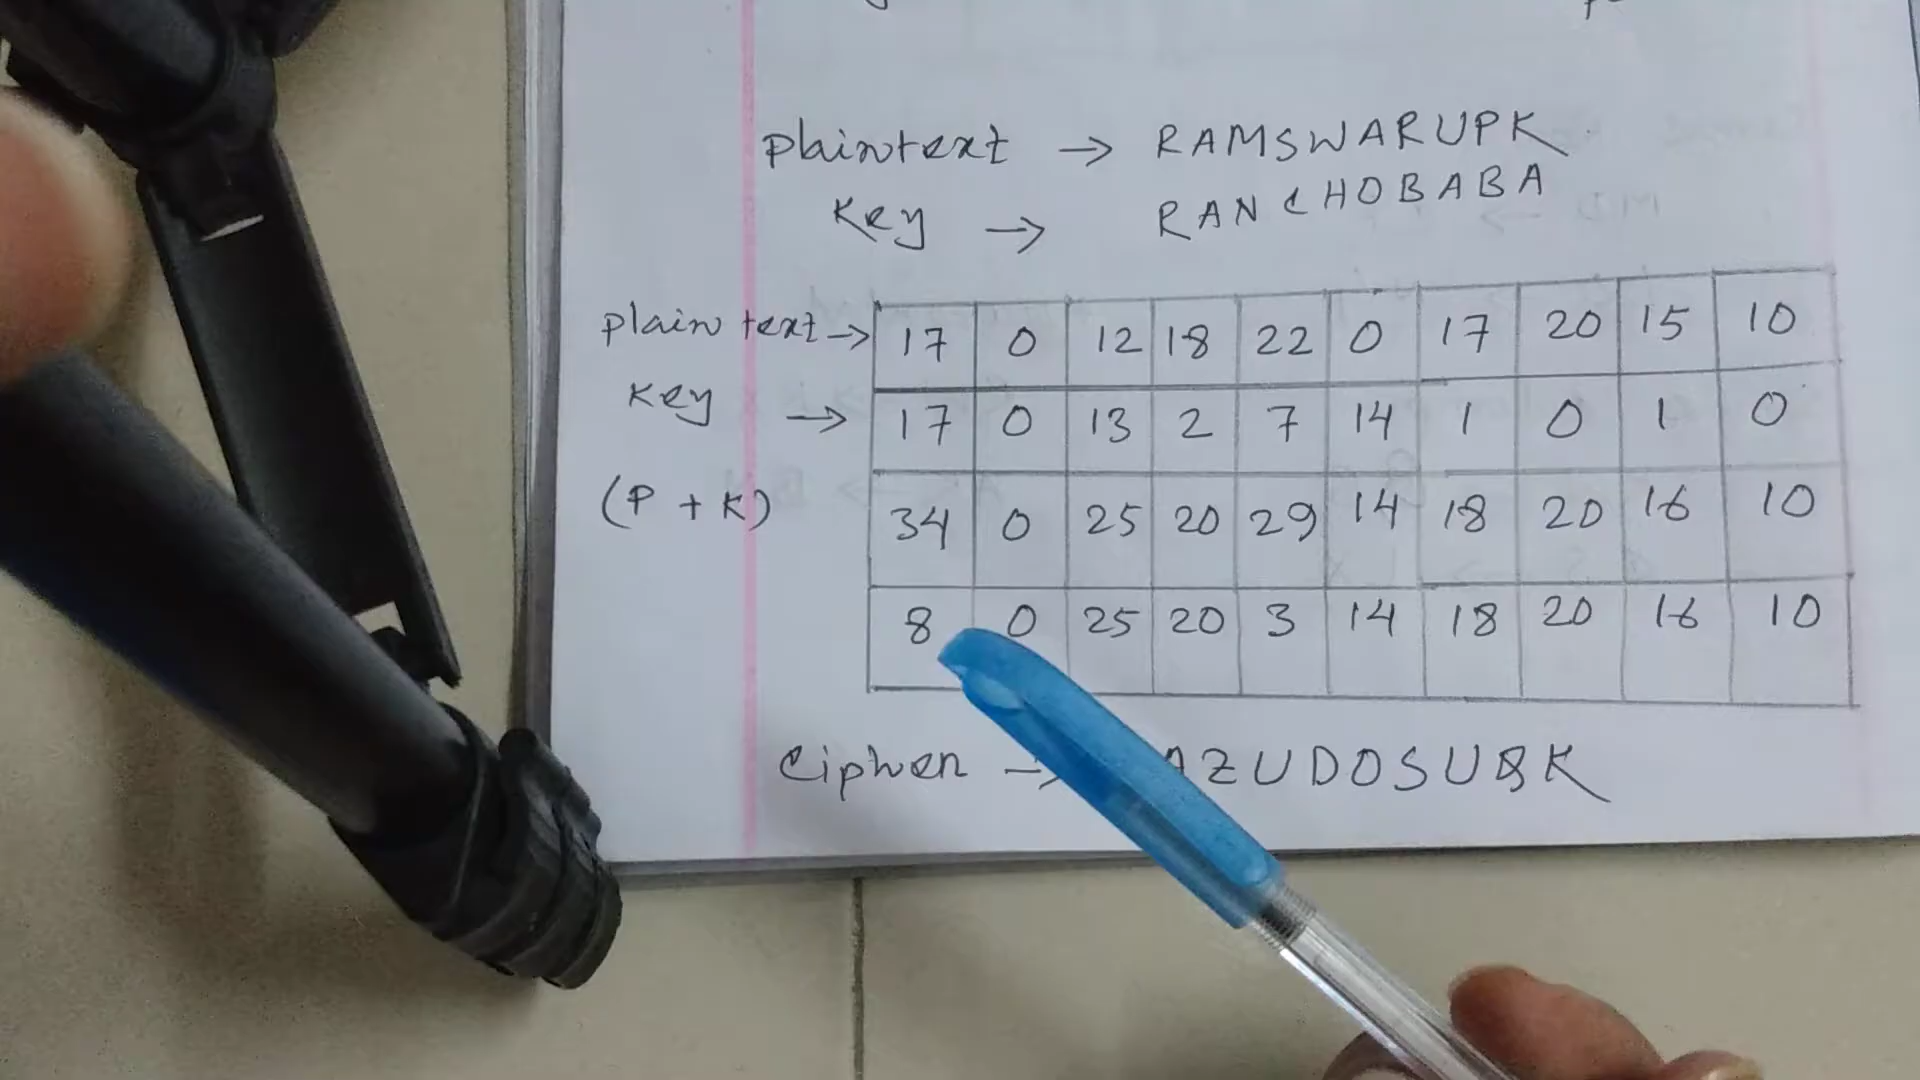 Plaintext → RAMSWARUPK
Key → RANCHOBABA
plain text → 17 0 12 18 22 0 17 20 15 10
Key → 17 0 13 2 7 14 1 0 1 0
(P + K) 34 0 25 20 29 14 18 20 16 10
8 0 25 20 3 14 18 20 16 10
Cipher → AZUDOSUQK